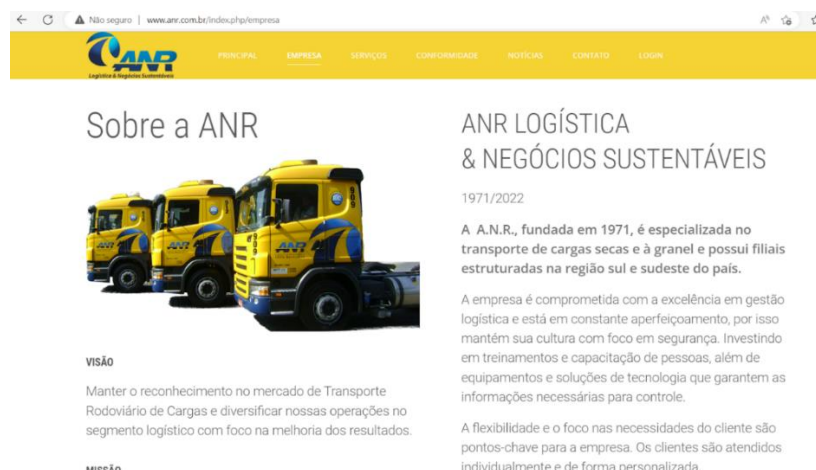 Não seguro | www.anr.com.br/index.php/empresa
ANR
Logística & Negócios Sustentáveis
PRINCIPAL EMPRESA SERVIÇOS CONFORMIDADE NOTÍCIAS CONTATO LOGIN
Sobre a ANR
ANR
ANR
ANR
909
VISÃO
Manter o reconhecimento no mercado de Transporte
Rodoviário de Cargas e diversificar nossas operações no
segmento logístico com foco na melhoria dos resultados.
MISSÃO
ANR LOGÍSTICA
& NEGÓCIOS SUSTENTÁVEIS
1971/2022
A A.N.R., fundada em 1971, é especializada no
transporte de cargas secas e à granel e possui filiais
estruturadas na região sul e sudeste do país.
A empresa é comprometida com a excelência em gestão
logística e está em constante aperfeiçoamento, por isso
mantém sua cultura com foco em segurança. Investindo
em treinamentos e capacitação de pessoas, além de
equipamentos e soluções de tecnologia que garantem as
informações necessárias para controle.
A flexibilidade e o foco nas necessidades do cliente são
pontos-chave para a empresa. Os clientes são atendidos
individualmente e de forma personalizada.